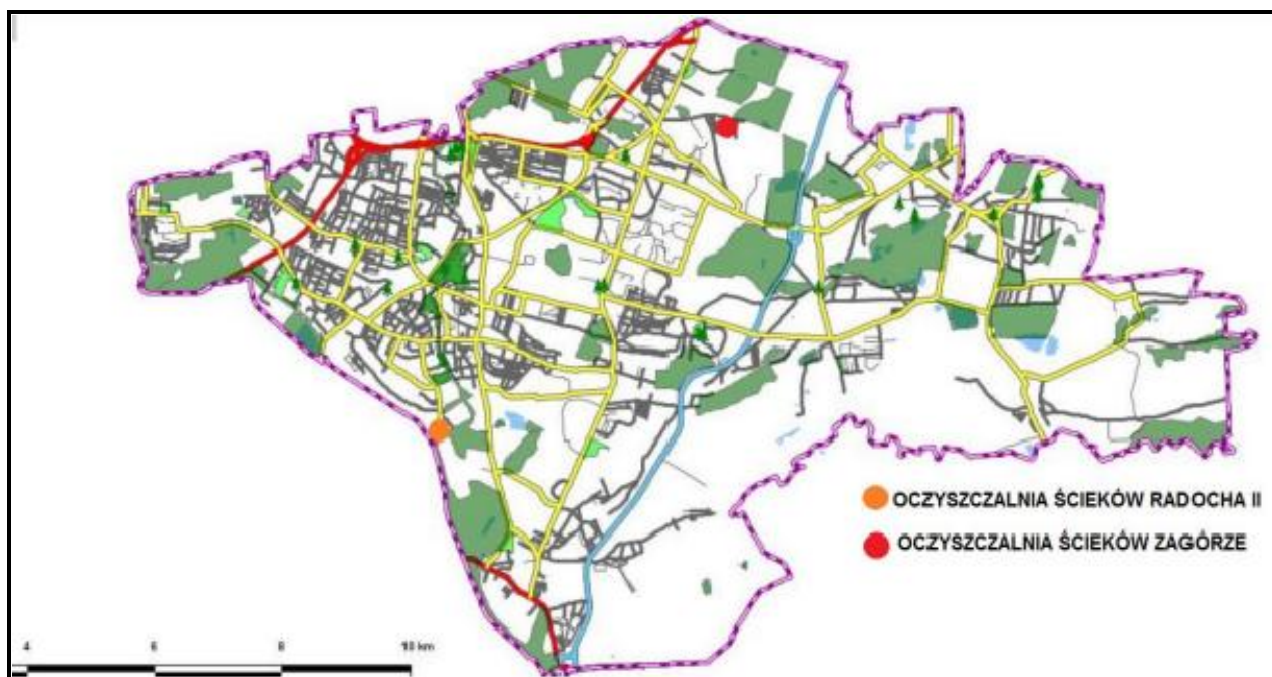 OCZYSZCZALNIA ŚCIEKÓW RADOCHA II
OCZYSZCZALNIA ŚCIEKÓW ZAGÓRZE
4 6 8 10 km